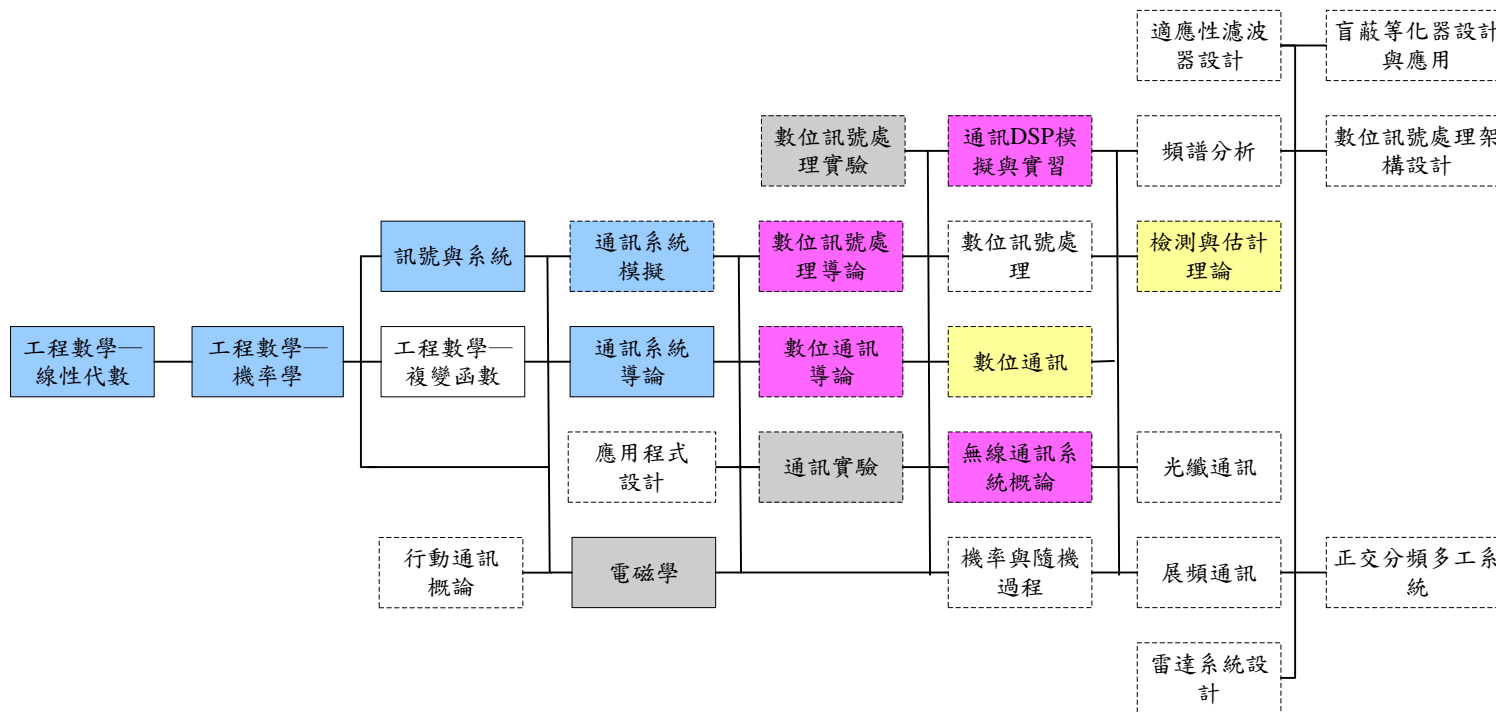 適應性濾波
器設計
盲蔽等化器設計
與應用
數位訊號處
理實驗
通訊DSP模
擬與實習
頻譜分析
數位訊號處理架
構設計
訊號與系統
通訊系統
模擬
數位訊號處
理導論
數位訊號處
理
檢測與估計
理論
工程數學—
線性代數
工程數學—
機率學
工程數學—
複變函數
通訊系統
導論
數位通訊
導論
數位通訊
應用程式
設計
通訊實驗
無線通訊系
統概論
光纖通訊
行動通訊
概論
電磁學
機率與隨機
過程
展頻通訊
正交分頻多工系
統
雷達系統設
計